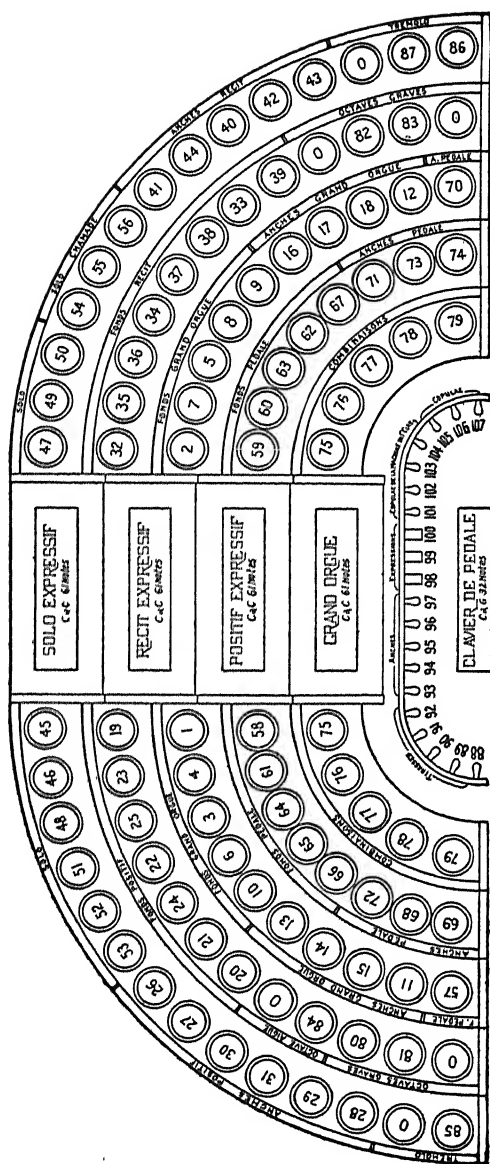 TREMOLO
ANCHES POSITIF
SOLO
85 0 28 29 31 30 27 26 53 52 51 48 46 45
OCTAVES GRAVES
OCTAVE AIGUE
FONDS POSITIF
0 81 80 84 0 20 21 24 22 25 23 19
F. PEDALE
ANCHES GRAND ORGUE
FONDS GRAND ORGUE
57 11 15 14 13 10 6 3 4 1
ANCHES PEDALE
FONDS PEDALE
69 68 72 66 65 64 61 58
COMBINAISONS
79 78 77 76 75
SOLO EXPRESSIF
C à C 61 notes
RECIT EXPRESSIF
C à C 61 notes
POSITIF EXPRESSIF
C à C 61 notes
GRAND ORGUE
C à C 61 notes
SOLO
SOLO CHAMADE
ANCHES RECIT
TREMOLO
47 49 50 54 55 56 41 44 40 42 43 0 87 86
FONDS RECIT
OCTAVES GRAVES
32 35 36 34 37 38 33 39 0 82 83 0
FONDS GRAND ORGUE
ANCHES GRAND ORGUE
A. PEDALE
2 7 5 8 9 16 17 18 12 70
FONDS PEDALE
ANCHES PEDALE
59 60 63 62 67 71 73 74
COMBINAISONS
75 76 77 78 79
TIRASSES
ANCHES
EXPRESSIONS
COPULAS
88 89 90 91 92 93 94 95 96 97 98 99 100 101 102 103 104 105 106 107
CLAVIER DE PEDALE
C à G 32 notes